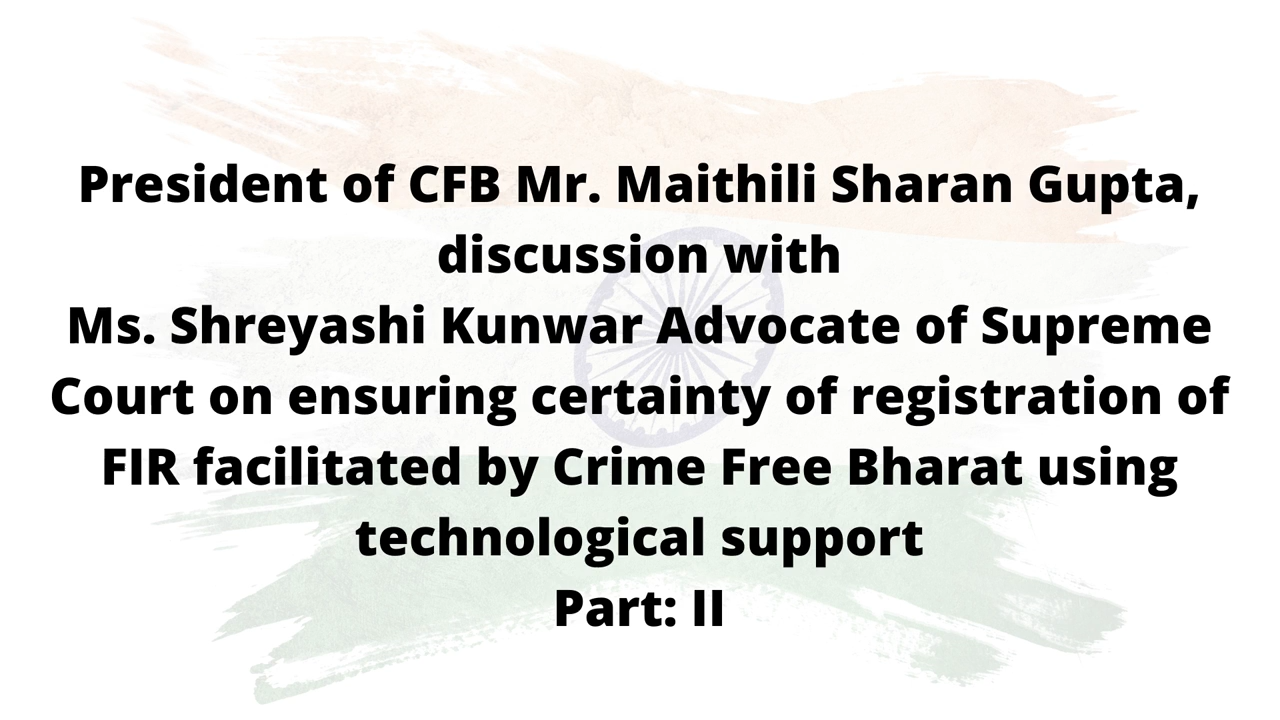 President of CFB Mr. Maithili Sharan Gupta,
discussion with
Ms. Shreyashi Kunwar Advocate of Supreme
Court on ensuring certainty of registration of
FIR facilitated by Crime Free Bharat using
technological support
Part: II